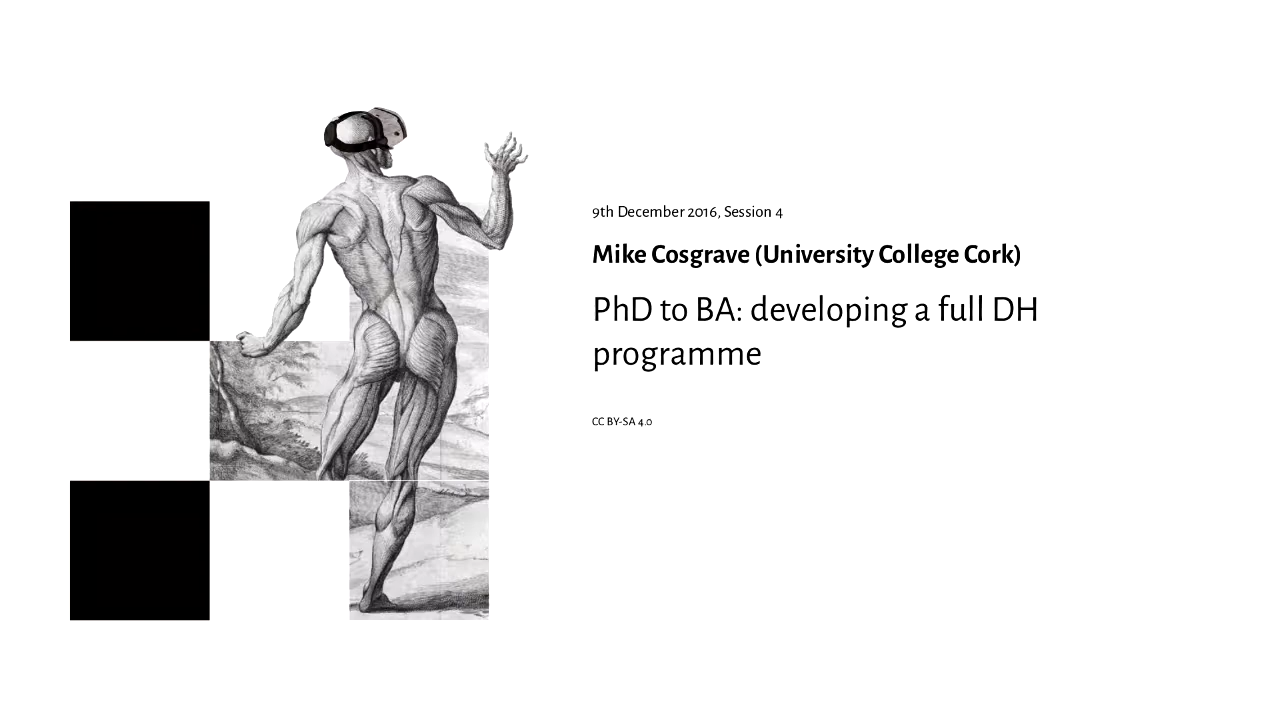 9th December 2016, Session 4
Mike Cosgrave (University College Cork)
PhD to BA: developing a full DH
programme
CC BY-SA 4.0